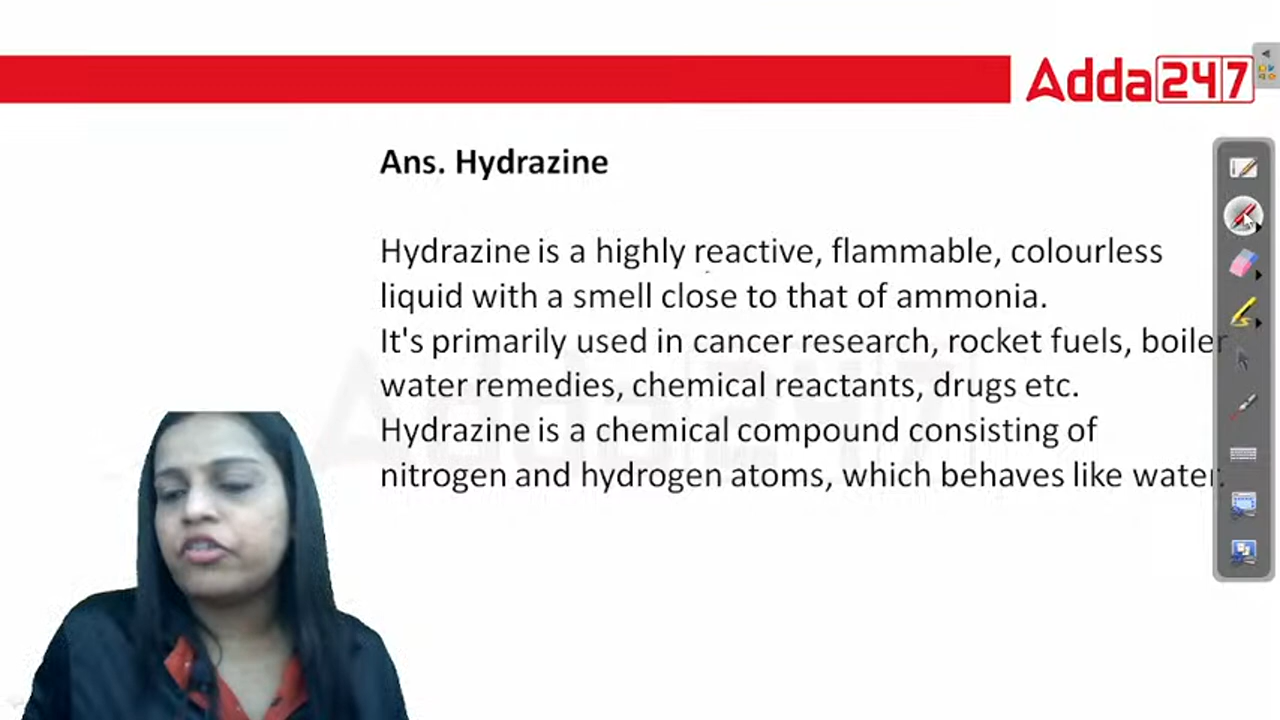 Adda247
Ans. Hydrazine
Hydrazine is a highly reactive, flammable, colourless
liquid with a smell close to that of ammonia.
It's primarily used in cancer research, rocket fuels, boiler
water remedies, chemical reactants, drugs etc.
Hydrazine is a chemical compound consisting of
nitrogen and hydrogen atoms, which behaves like water.